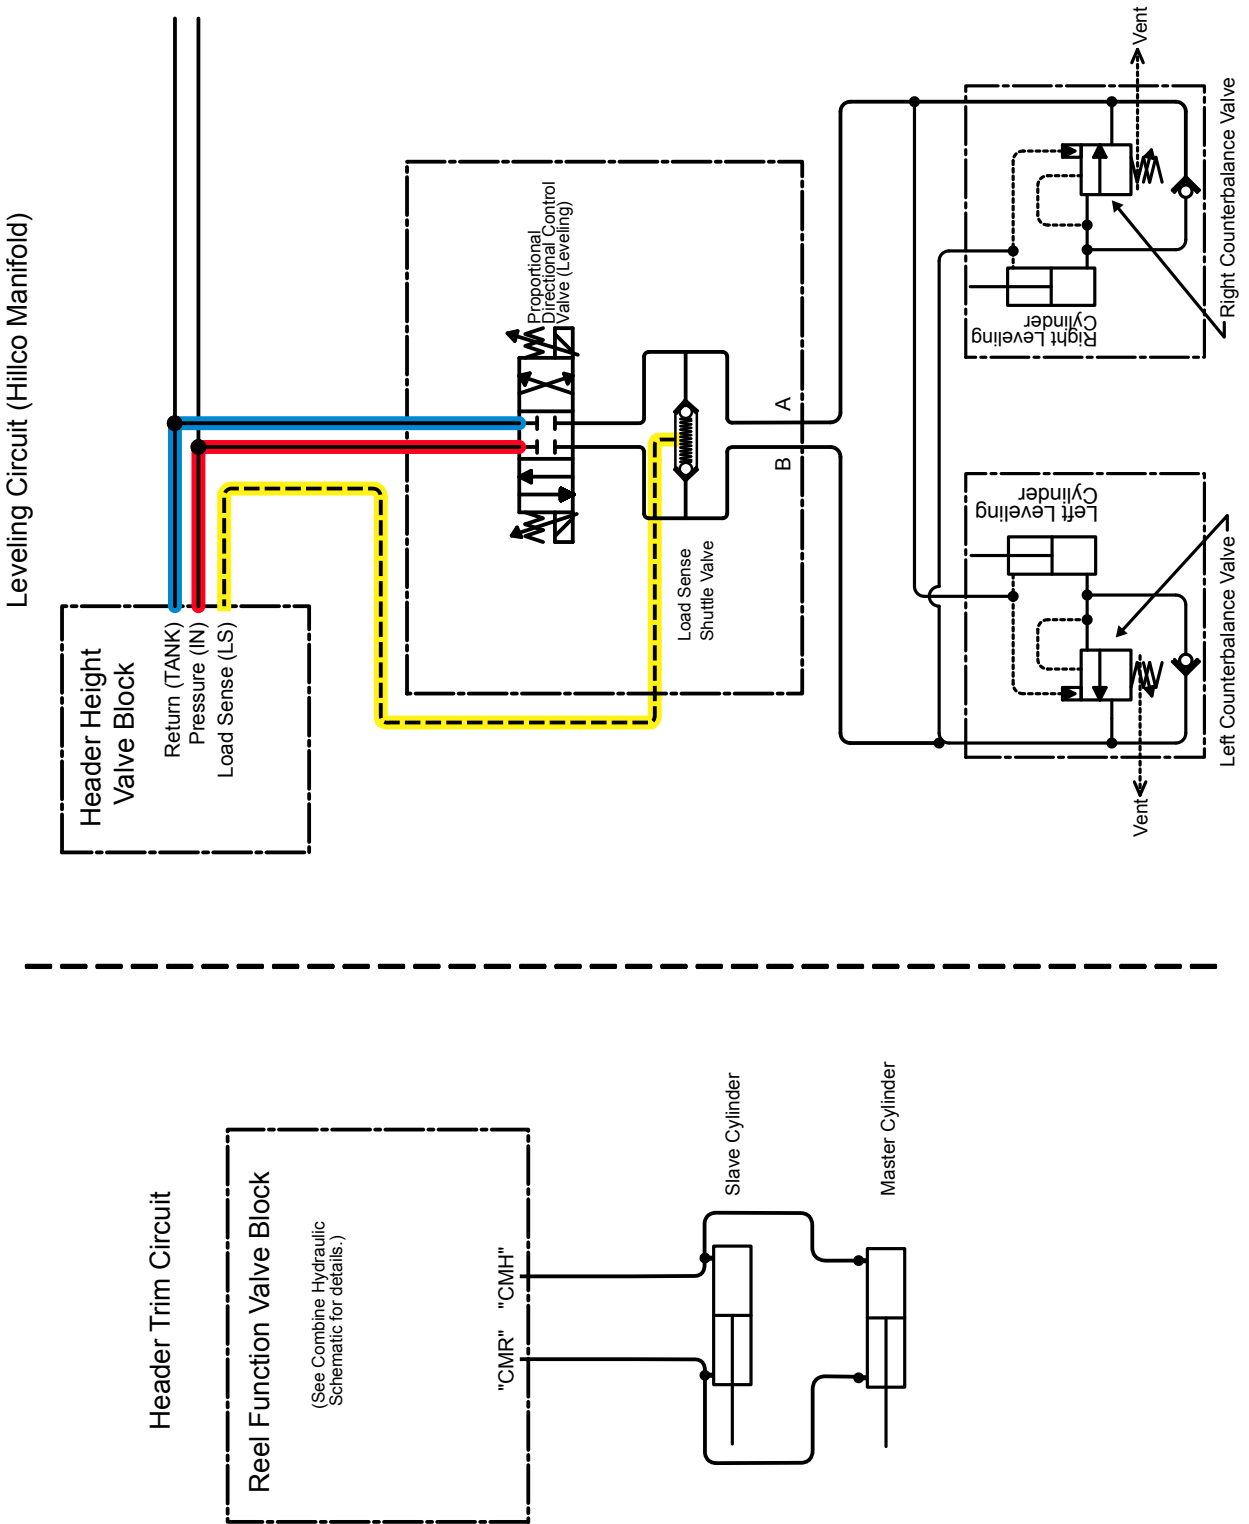 Leveling Circuit (Hillco Manifold)
Header Height
Valve Block
Return (TANK)
Pressure (IN)
Load Sense (LS)
Proportional
Directional Control
Valve (Leveling)
Load Sense
Shuttle Valve
A
B
Vent
Right Leveling
Cylinder
Right Counterbalance Valve
Left Leveling
Cylinder
Left Counterbalance Valve
Vent
Header Trim Circuit
Reel Function Valve Block
(See Combine Hydraulic
Schematic for details.)
"CMR"
"CMH"
Slave Cylinder
Master Cylinder